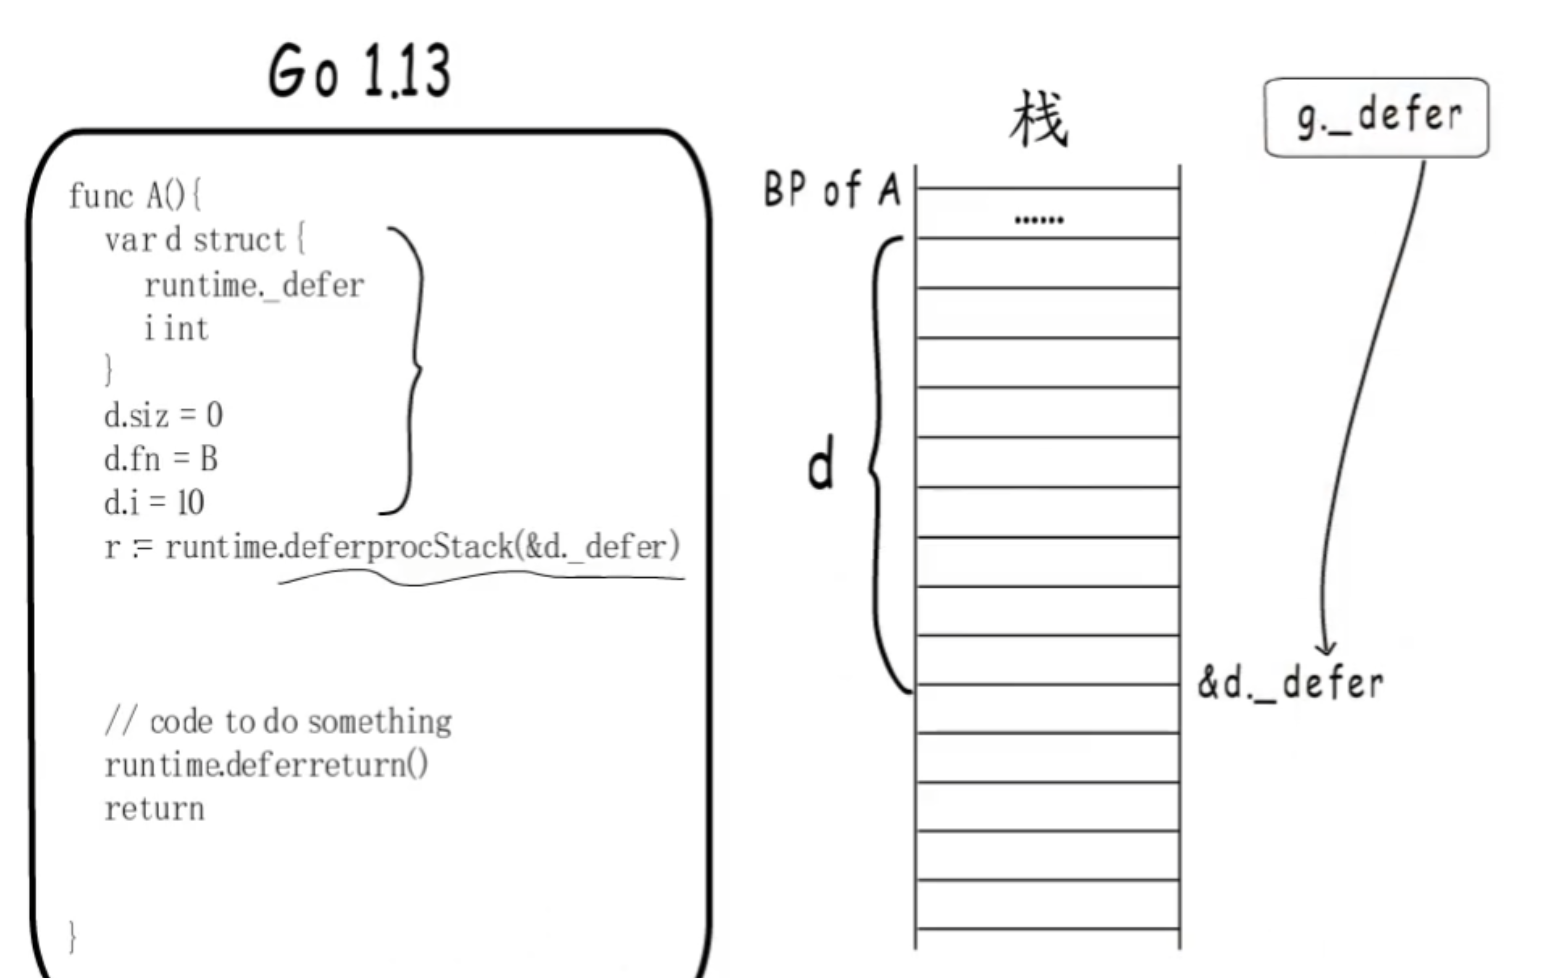 Go 1.13
func A(){
var d struct {
runtime._defer
i int
}
d.siz = 0
d.fn = B
d.i = 10
r := runtime.deferprocStack(&d._defer)
// code to do something
runtime.deferreturn()
return
}
栈
BP of A
......
d
g._defer
&d._defer